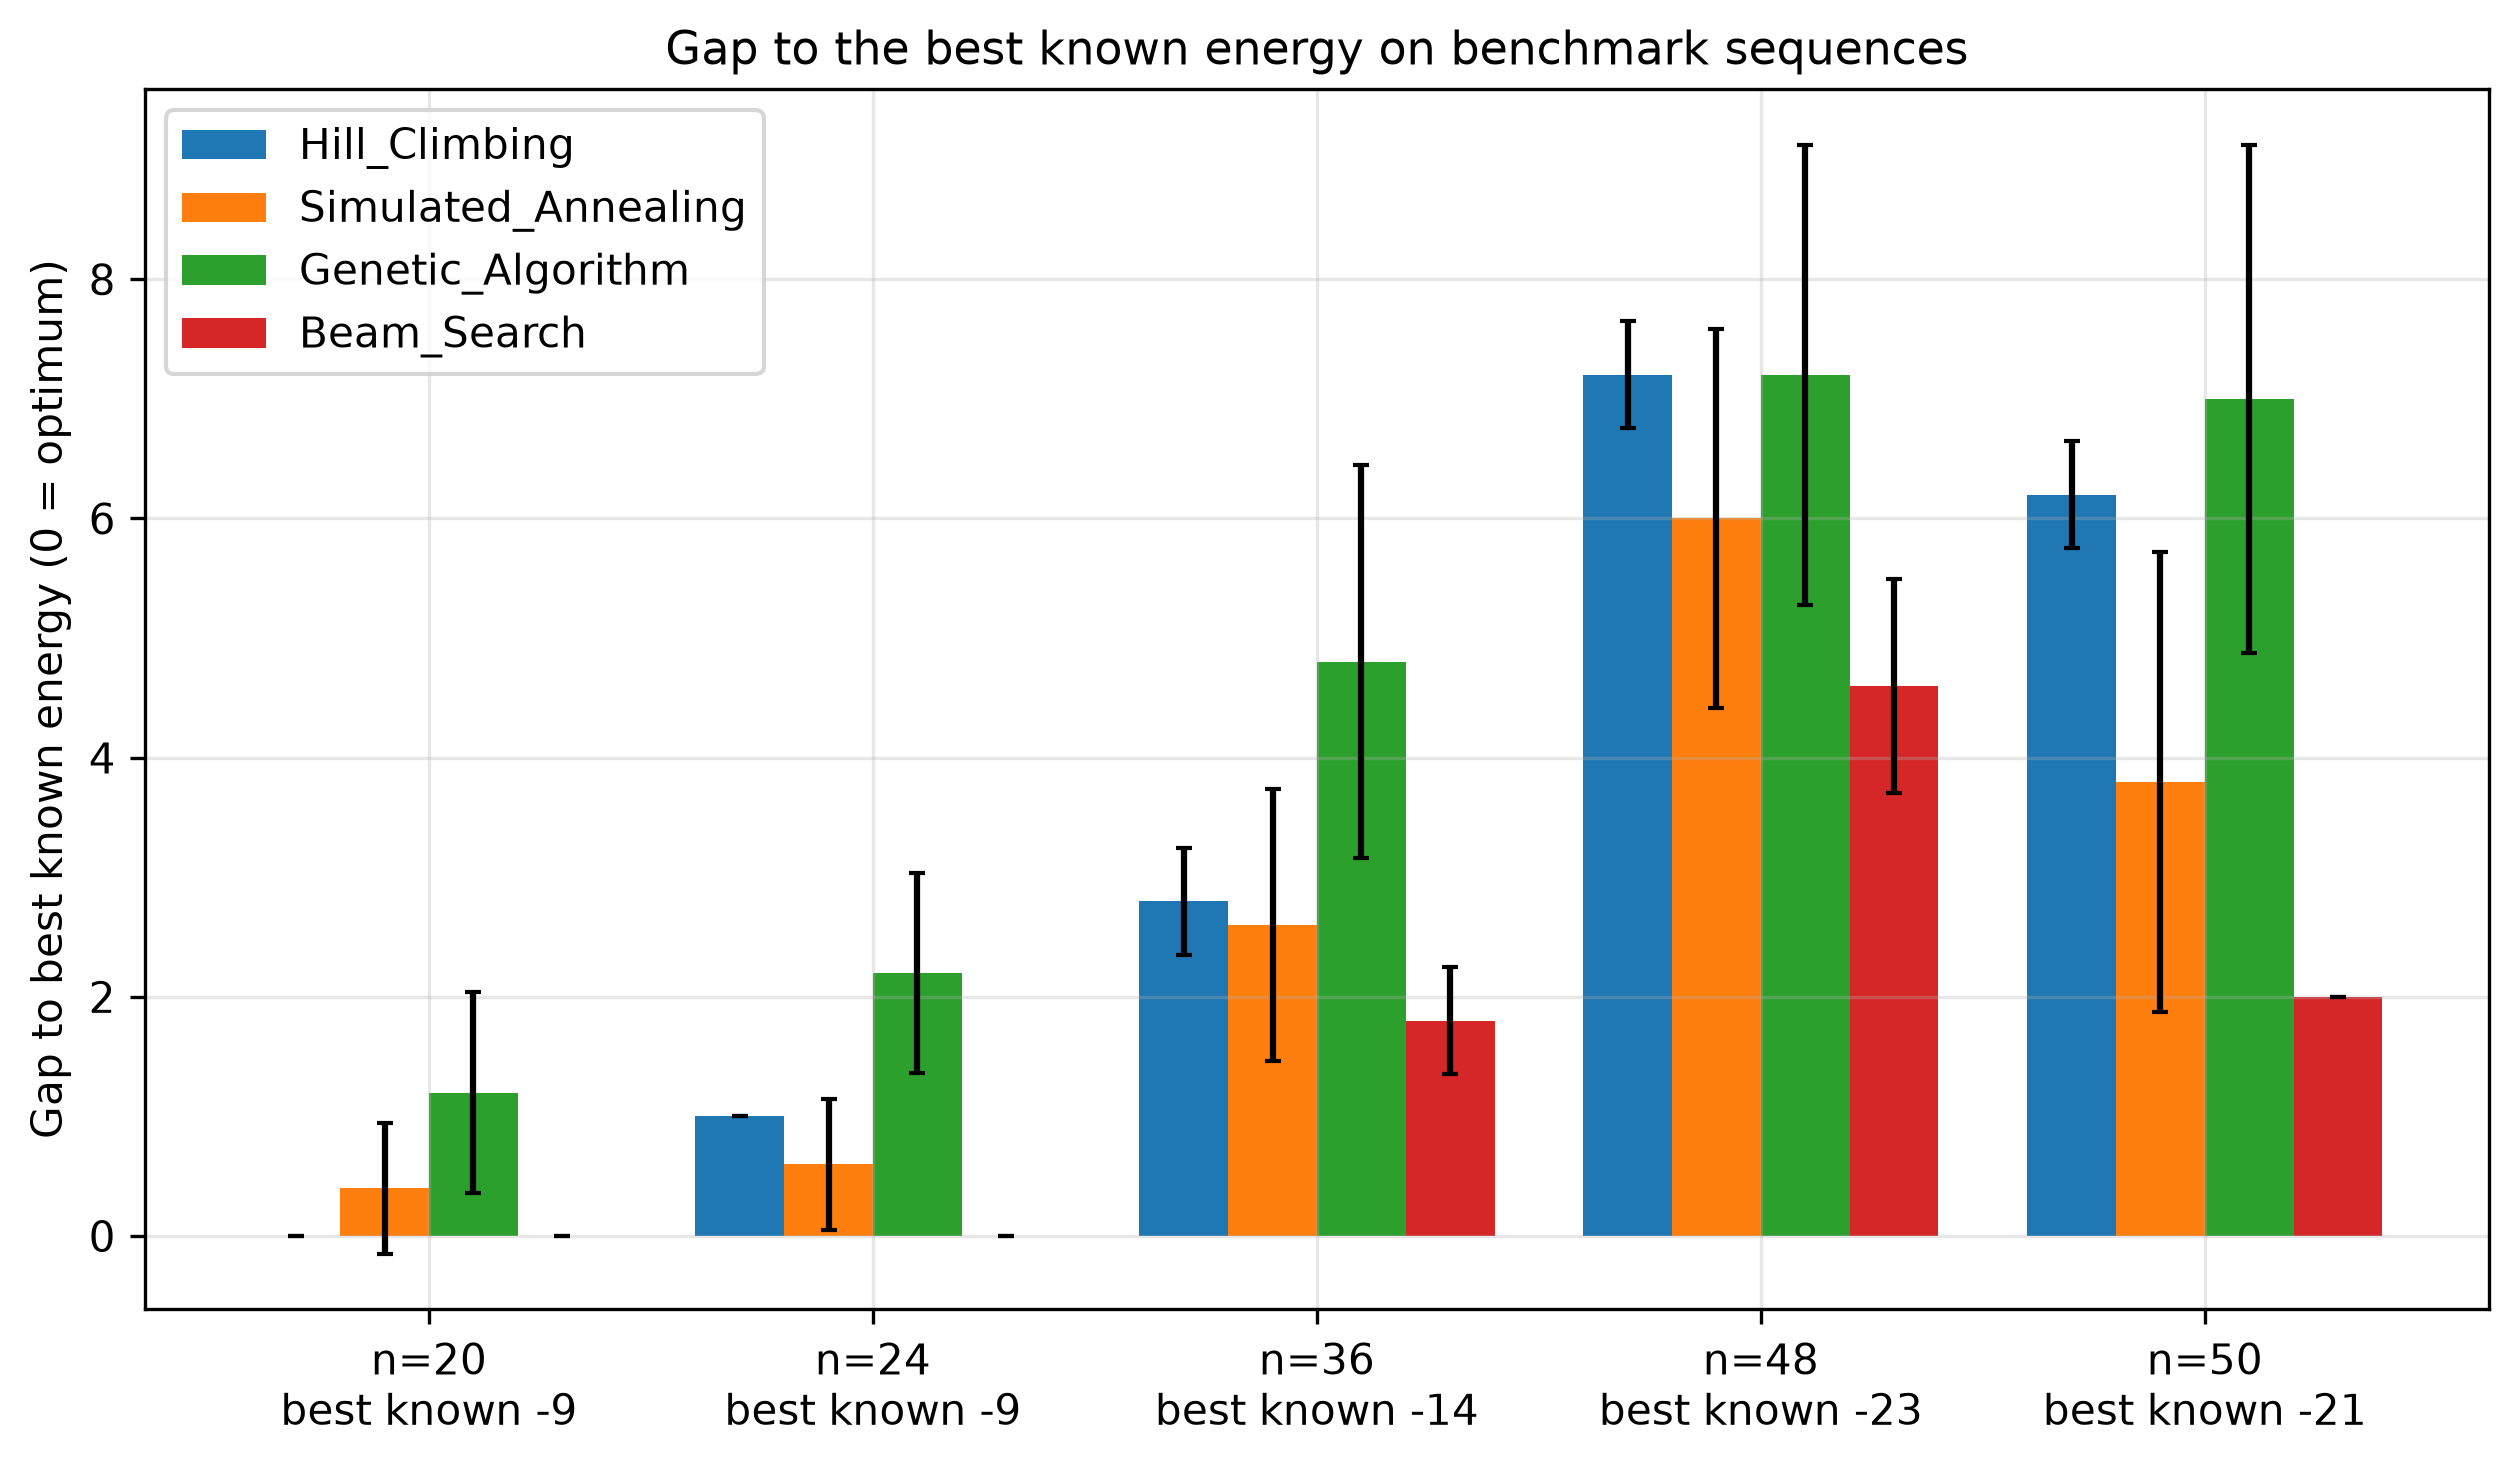 Gap to the best known energy on benchmark sequences
Hill_Climbing
Simulated_Annealing
Genetic_Algorithm
Beam_Search
Gap to best known energy (0 = optimum)
8
6
4
2
0
n=20
best known -9
n=24
best known -9
n=36
best known -14
n=48
best known -23
n=50
best known -21